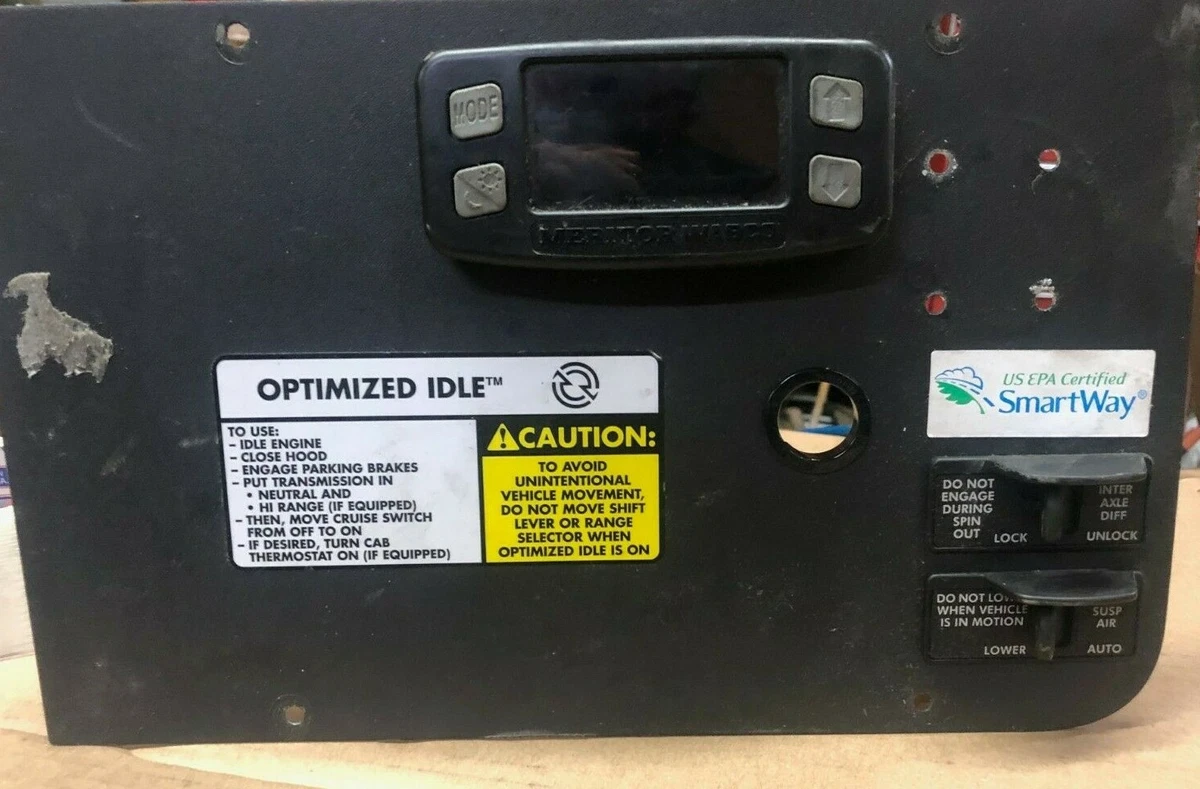 MODE
MERITOR WABCO
OPTIMIZED IDLE™
TO USE:
– IDLE ENGINE
– CLOSE HOOD
– ENGAGE PARKING BRAKES
– PUT TRANSMISSION IN
• NEUTRAL AND
• HI RANGE (IF EQUIPPED)
– THEN, MOVE CRUISE SWITCH
FROM OFF TO ON
– IF DESIRED, TURN CAB
THERMOSTAT ON (IF EQUIPPED)
CAUTION:
TO AVOID
UNINTENTIONAL
VEHICLE MOVEMENT,
DO NOT MOVE SHIFT
LEVER OR RANGE
SELECTOR WHEN
OPTIMIZED IDLE IS ON
US EPA Certified
SmartWay®
DO NOT
ENGAGE
DURING
SPIN
OUT
LOCK
INTER
AXLE
DIFF
UNLOCK
DO NOT
WHEN VEHICLE
IS IN MOTION
LOWER
SUSP
AIR
AUTO